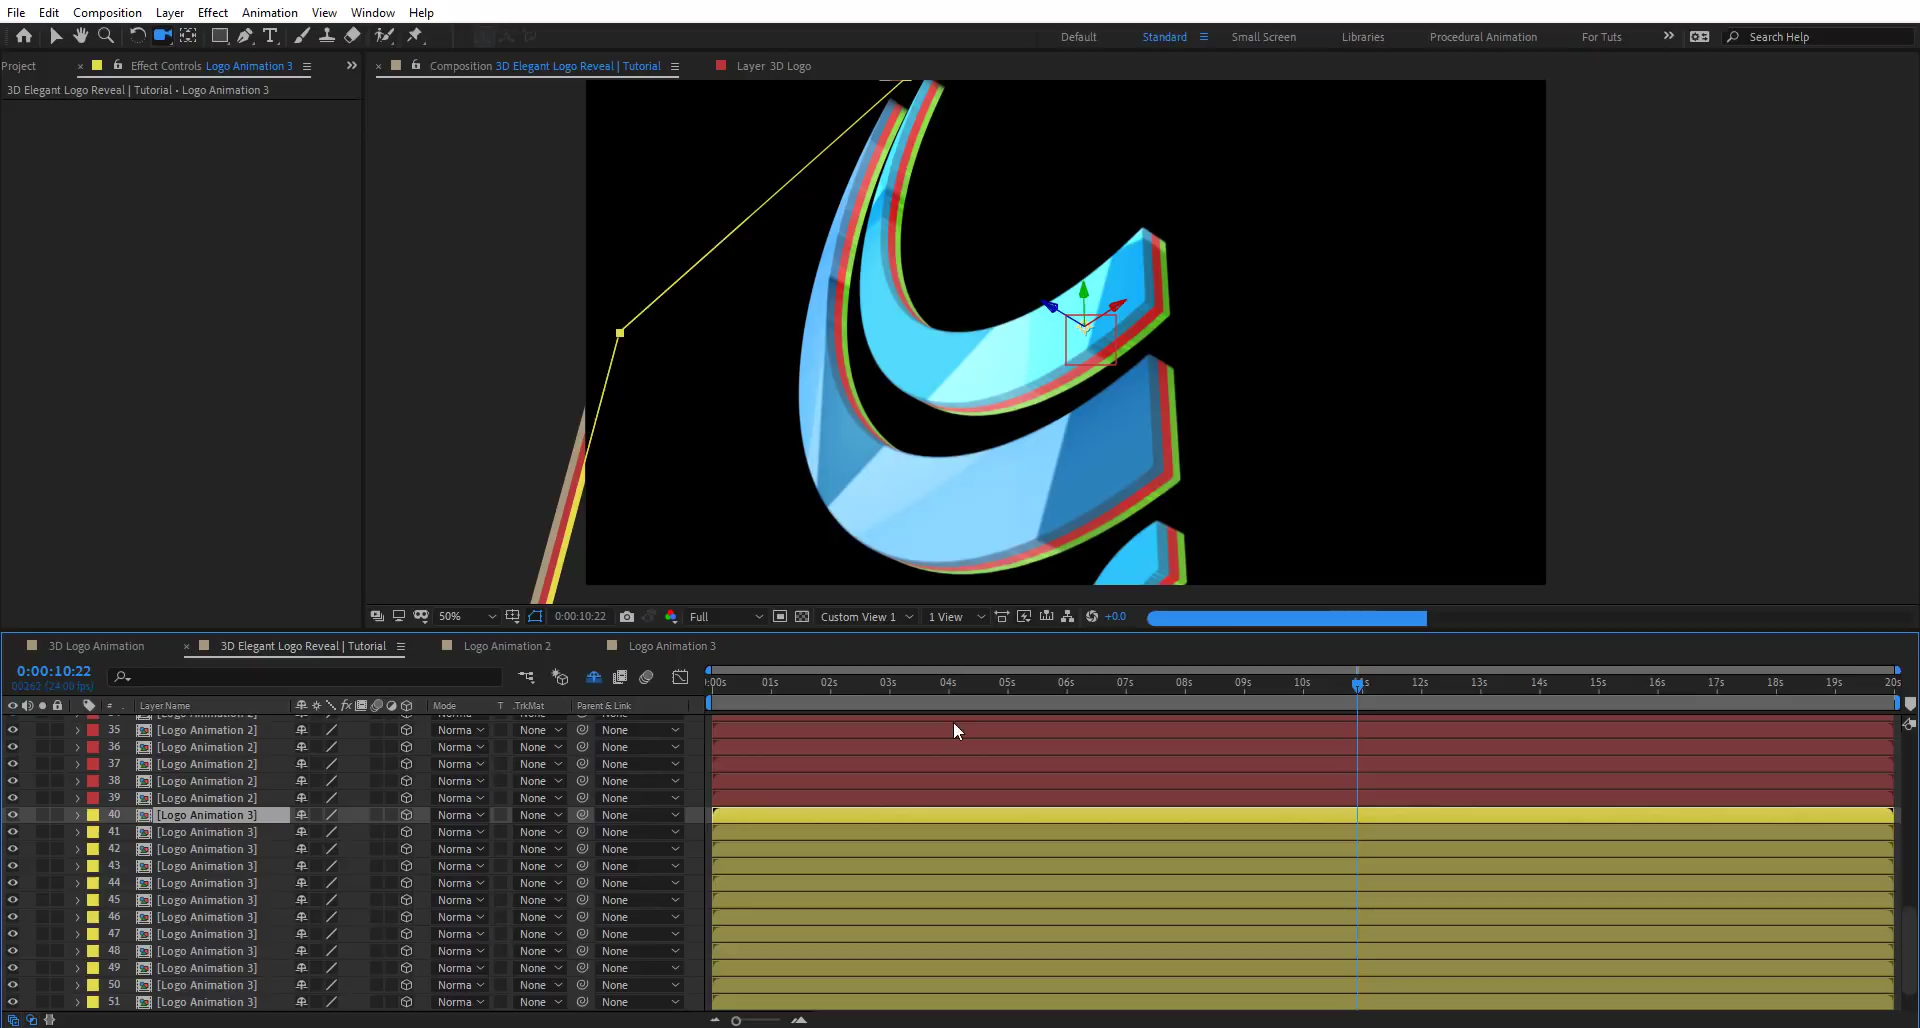 File Edit Composition Layer Effect Animation View Window Help
Default Standard Small Screen Libraries Procedural Animation For Tuts Search Help
Project Effect Controls Logo Animation 3 Composition 3D Elegant Logo Reveal | Tutorial Layer 3D Logo
3D Elegant Logo Reveal | Tutorial • Logo Animation 3
50% 0:00:10:22 Full Custom View 1 1 View +0.0
3D Logo Animation 3D Elegant Logo Reveal | Tutorial Logo Animation 2 Logo Animation 3
0:00:10:22
00262 (24.00 fps)
:00s 01s 02s 03s 04s 05s 06s 07s 08s 09s 10s 12s 13s 14s 15s 16s 17s 18s 19s 20s
# Layer Name fx Mode T .TrkMat Parent & Link
35 [Logo Animation 2] Norma None None
36 [Logo Animation 2] Norma None None
37 [Logo Animation 2] Norma None None
38 [Logo Animation 2] Norma None None
39 [Logo Animation 2] Norma None None
40 [Logo Animation 3] Norma None None
41 [Logo Animation 3] Norma None None
42 [Logo Animation 3] Norma None None
43 [Logo Animation 3] Norma None None
44 [Logo Animation 3] Norma None None
45 [Logo Animation 3] Norma None None
46 [Logo Animation 3] Norma None None
47 [Logo Animation 3] Norma None None
48 [Logo Animation 3] Norma None None
49 [Logo Animation 3] Norma None None
50 [Logo Animation 3] Norma None None
51 [Logo Animation 3] Norma None None